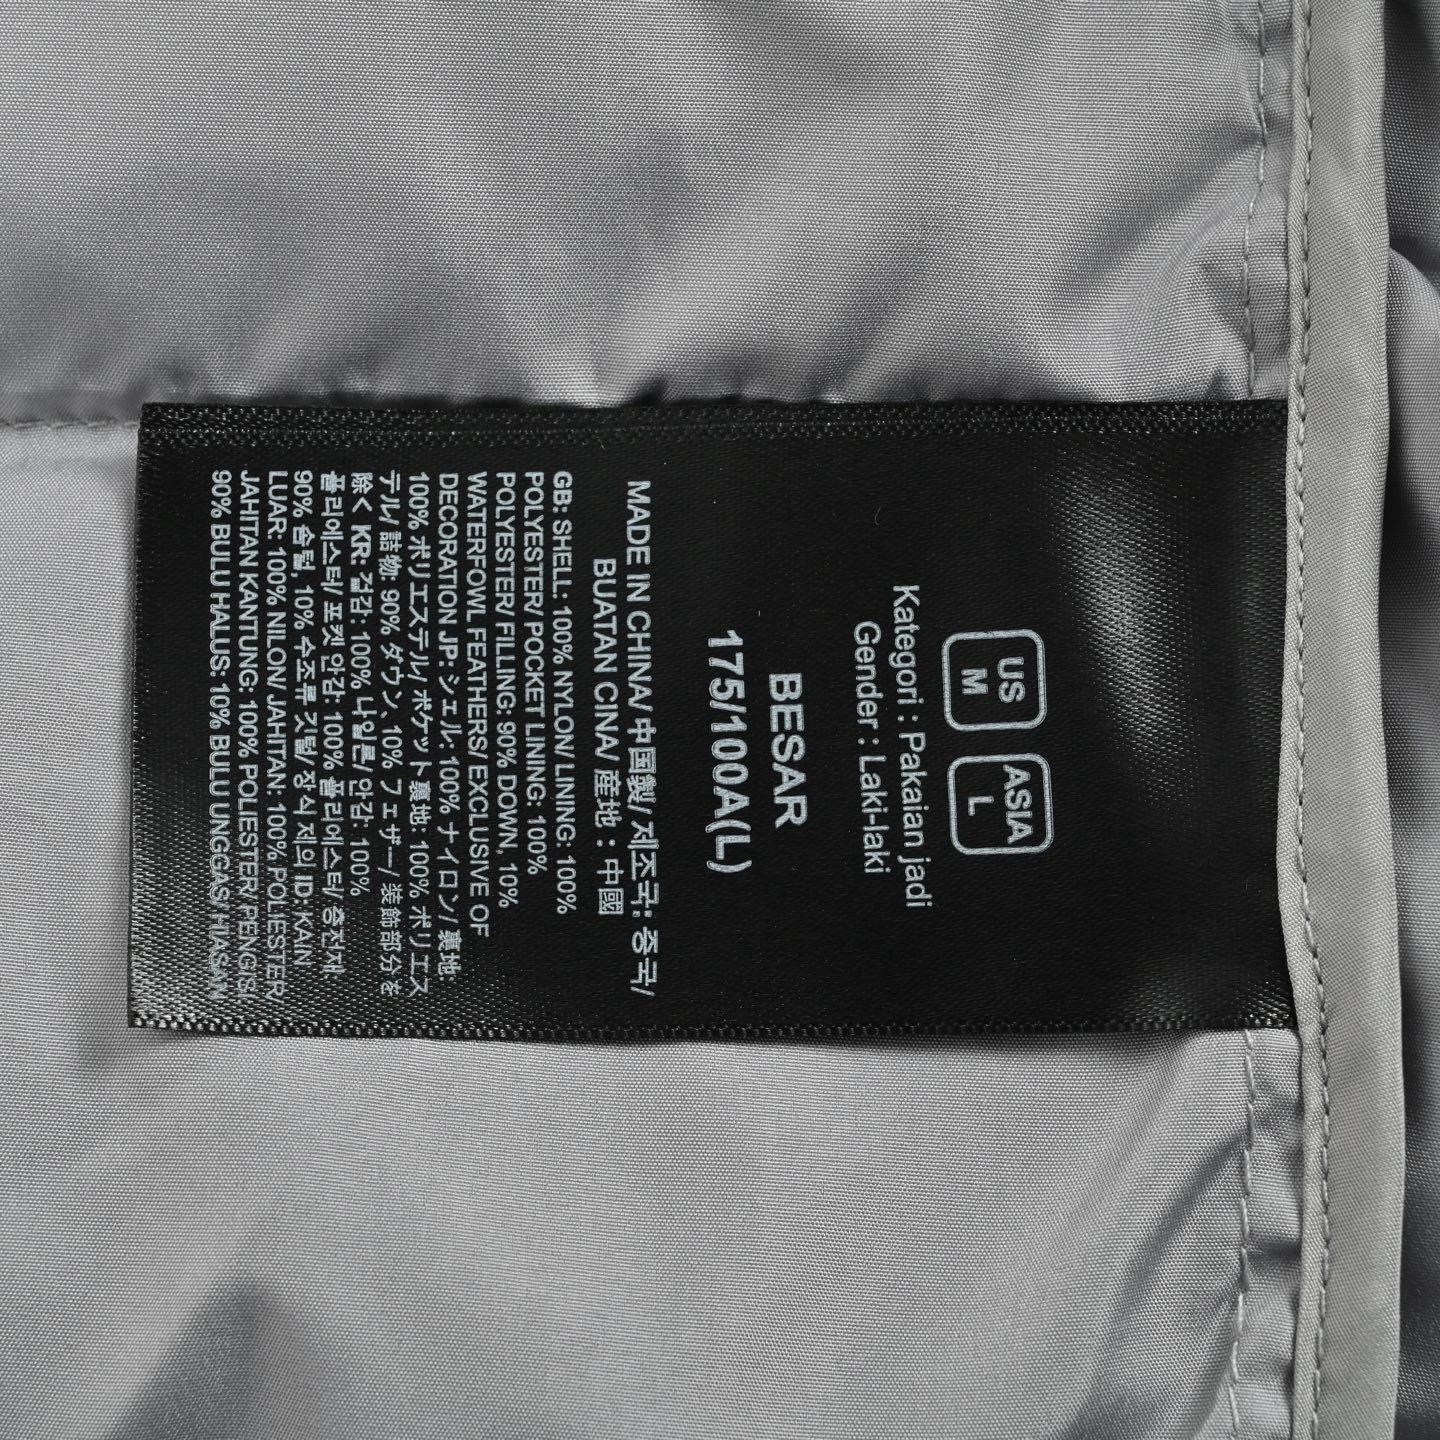 US
M
ASIA
L
Kategori : Pakaian jadi
Gender : Laki-laki
BESAR
175/100A(L)
MADE IN CHINA/ 中国製/ 제조국: 중국/
BUATAN CINA/ 産地 : 中國
GB: SHELL: 100% NYLON/ LINING: 100%
POLYESTER/ POCKET LINING: 100%
POLYESTER/ FILLING: 90% DOWN, 10%
WATERFOWL FEATHERS/ EXCLUSIVE OF
DECORATION JP: シェル: 100% ナイロン/ 裏地:
100% ポリエステル/ ポケット裏地: 100% ポリエス
テル/ 詰物: 90% ダウン、10% フェザー/ 装飾部分を
除く KR: 겉감: 100% 나일론/ 안감: 100%
폴리에스터/ 포켓 안감: 100% 폴리에스터/ 충전재
90% 솜털, 10% 수조류 깃털/ 장식 제외 ID: KAIN
LUAR: 100% NILON/ JAHITAN: 100% POLIESTER/
JAHITAN KANTUNG: 100% POLIESTER/ PENGISI:
90% BULU HALUS: 10% BULU UNGGAS/ HIASAN